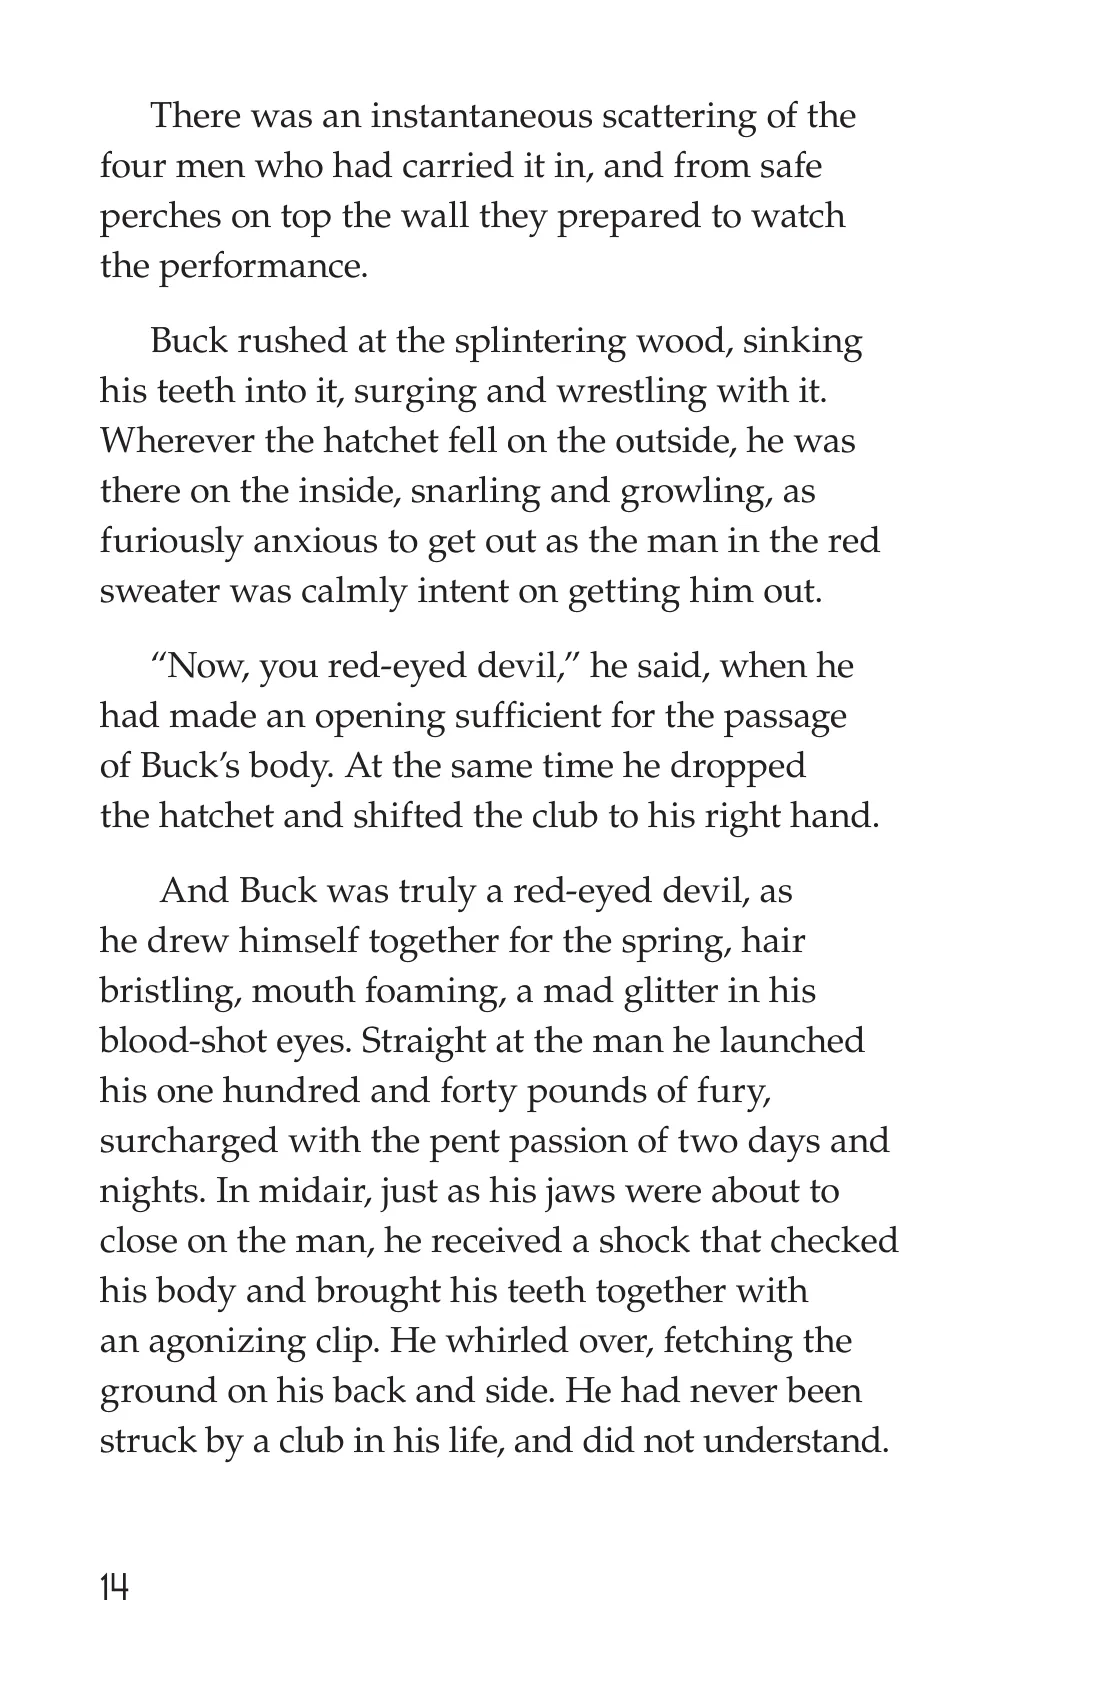 There was an instantaneous scattering of the
four men who had carried it in, and from safe
perches on top the wall they prepared to watch
the performance.
Buck rushed at the splintering wood, sinking
his teeth into it, surging and wrestling with it.
Wherever the hatchet fell on the outside, he was
there on the inside, snarling and growling, as
furiously anxious to get out as the man in the red
sweater was calmly intent on getting him out.
“Now, you red-eyed devil,” he said, when he
had made an opening sufficient for the passage
of Buck’s body. At the same time he dropped
the hatchet and shifted the club to his right hand.
And Buck was truly a red-eyed devil, as
he drew himself together for the spring, hair
bristling, mouth foaming, a mad glitter in his
blood-shot eyes. Straight at the man he launched
his one hundred and forty pounds of fury,
surcharged with the pent passion of two days and
nights. In midair, just as his jaws were about to
close on the man, he received a shock that checked
his body and brought his teeth together with
an agonizing clip. He whirled over, fetching the
ground on his back and side. He had never been
struck by a club in his life, and did not understand.
14